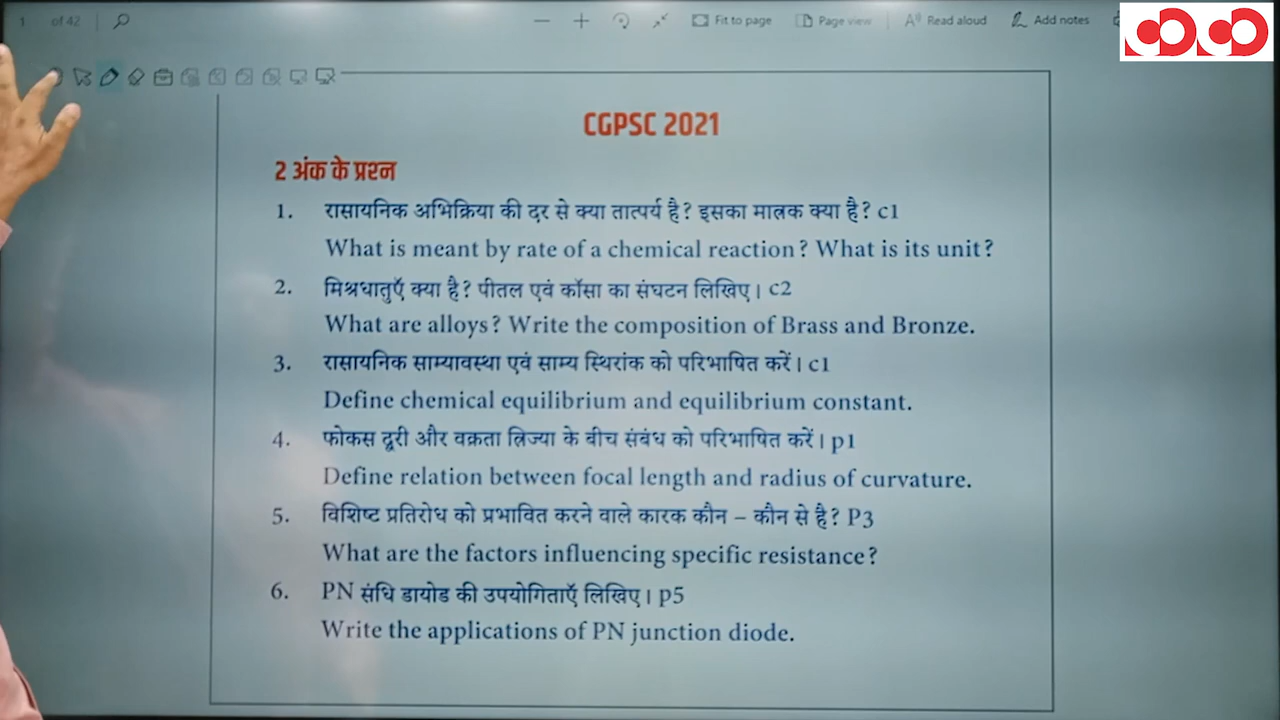 1 of 42
Fit to page Page view Read aloud Add notes
CGPSC 2021
2 अंक के प्रश्न
1. रासायनिक अभिक्रिया की दर से क्या तात्पर्य है? इसका मात्रक क्या है? c1
What is meant by rate of a chemical reaction? What is its unit?
2. मिश्रधातुएँ क्या है? पीतल एवं काँसा का संघटन लिखिए। c2
What are alloys? Write the composition of Brass and Bronze.
3. रासायनिक साम्यावस्था एवं साम्य स्थिरांक को परिभाषित करें। c1
Define chemical equilibrium and equilibrium constant.
4. फोकस दूरी और वक्रता त्रिज्या के बीच संबंध को परिभाषित करें। p1
Define relation between focal length and radius of curvature.
5. विशिष्ट प्रतिरोध को प्रभावित करने वाले कारक कौन – कौन से है? P3
What are the factors influencing specific resistance?
6. PN संधि डायोड की उपयोगिताएँ लिखिए। p5
Write the applications of PN junction diode.